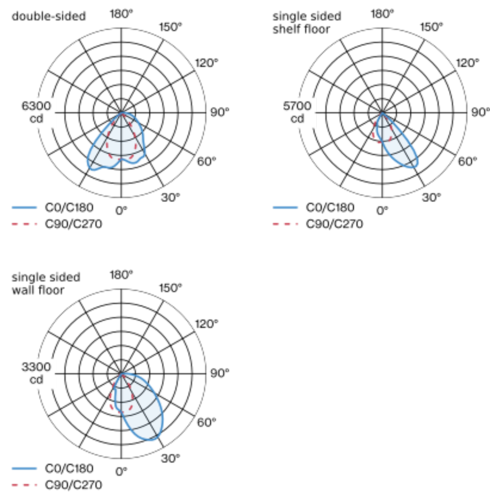 double-sided
180°
150°
120°
6300
cd
90°
60°
30°
0°
C0/C180
C90/C270
single sided
shelf floor
180°
150°
120°
5700
cd
90°
60°
30°
0°
C0/C180
C90/C270
single sided
wall floor
180°
150°
120°
3300
cd
90°
60°
30°
0°
C0/C180
C90/C270